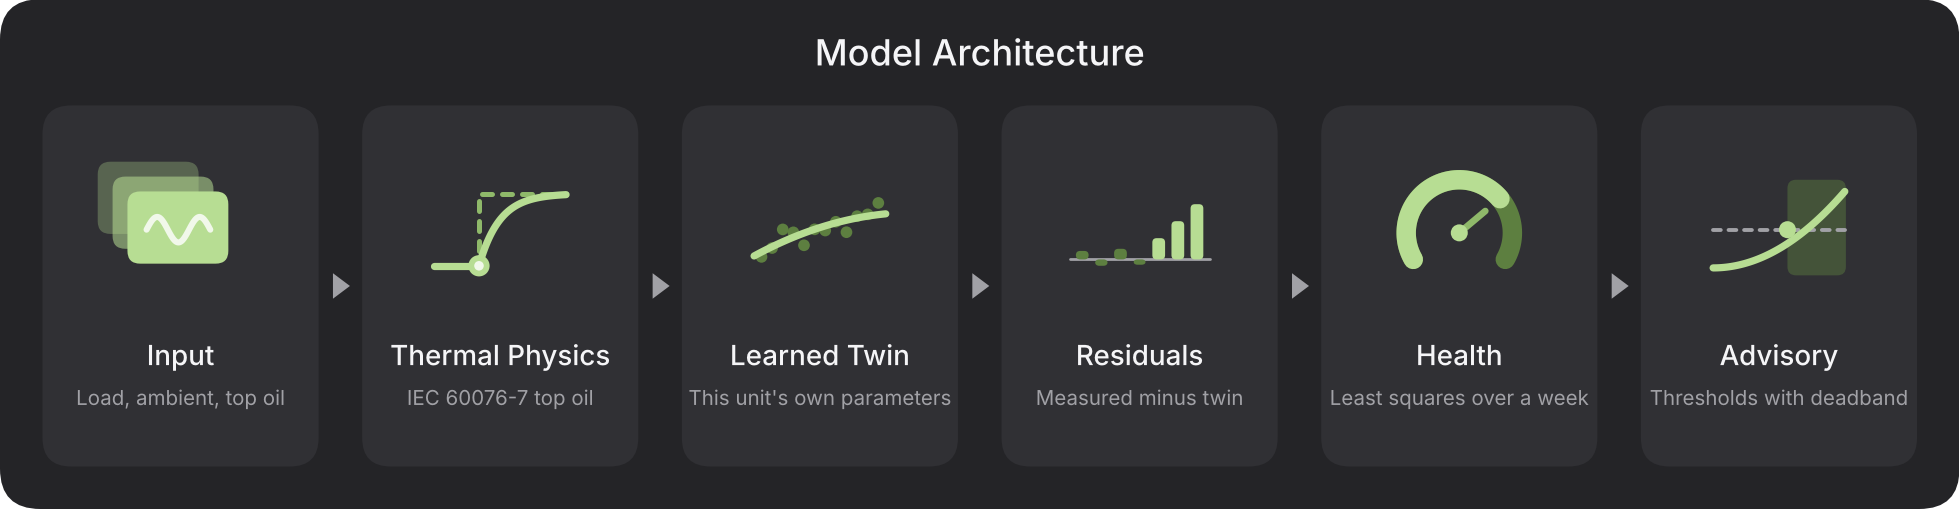 Model Architecture
Input
Load, ambient, top oil
Thermal Physics
IEC 60076-7 top oil
Learned Twin
This unit's own parameters
Residuals
Measured minus twin
Health
Least squares over a week
Advisory
Thresholds with deadband